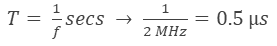 T = 1/f secs → 1/2 MHz = 0.5 μs